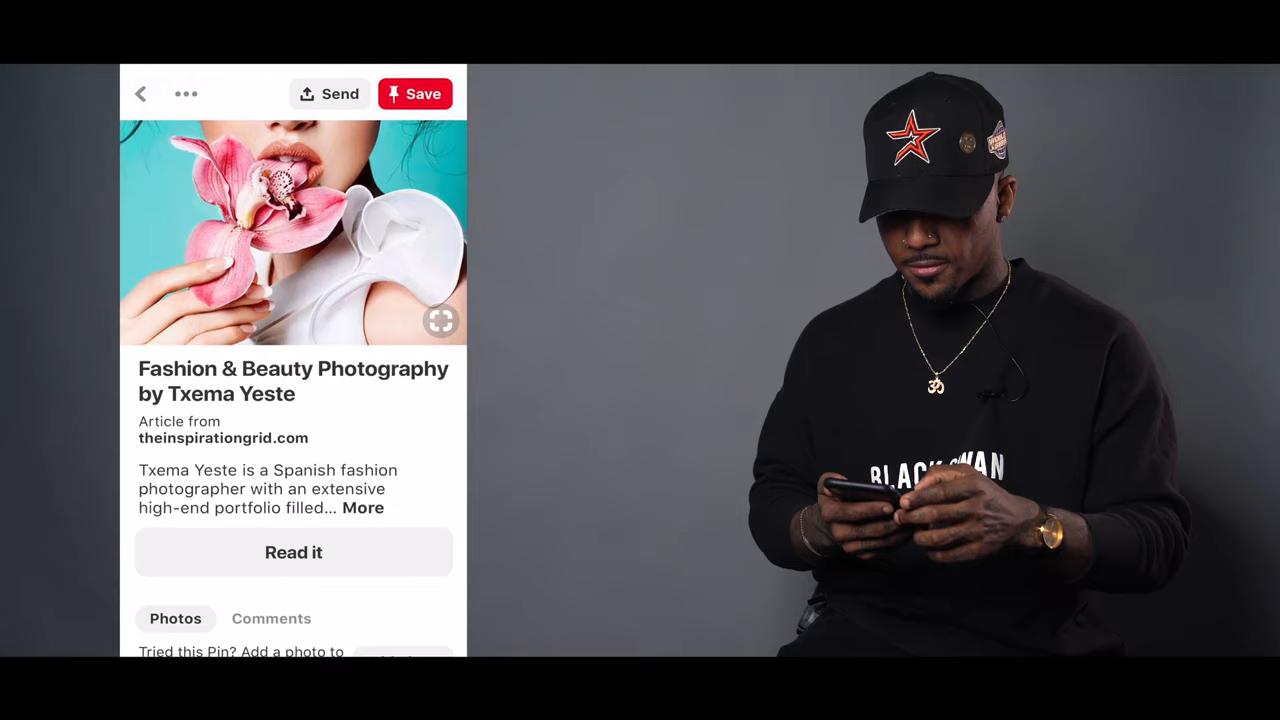 Send
Save
Fashion & Beauty Photography
by Txema Yeste
Article from
theinspirationgrid.com
Txema Yeste is a Spanish fashion
photographer with an extensive
high-end portfolio filled... More
Read it
Photos
Comments
Tried this Pin? Add a photo to
BLACK SWAN